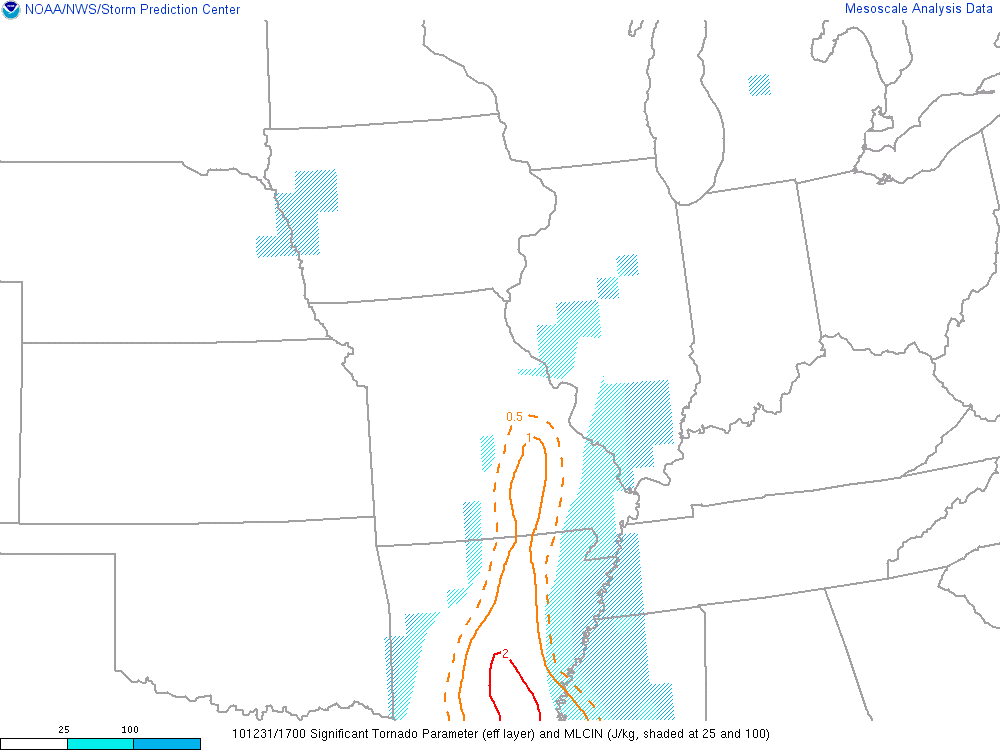 NOAA/NWS/Storm Prediction Center
Mesoscale Analysis Data
0.5
1
2
25 100
101231/1700 Significant Tornado Parameter (eff layer) and MLCIN (J/kg, shaded at 25 and 100)